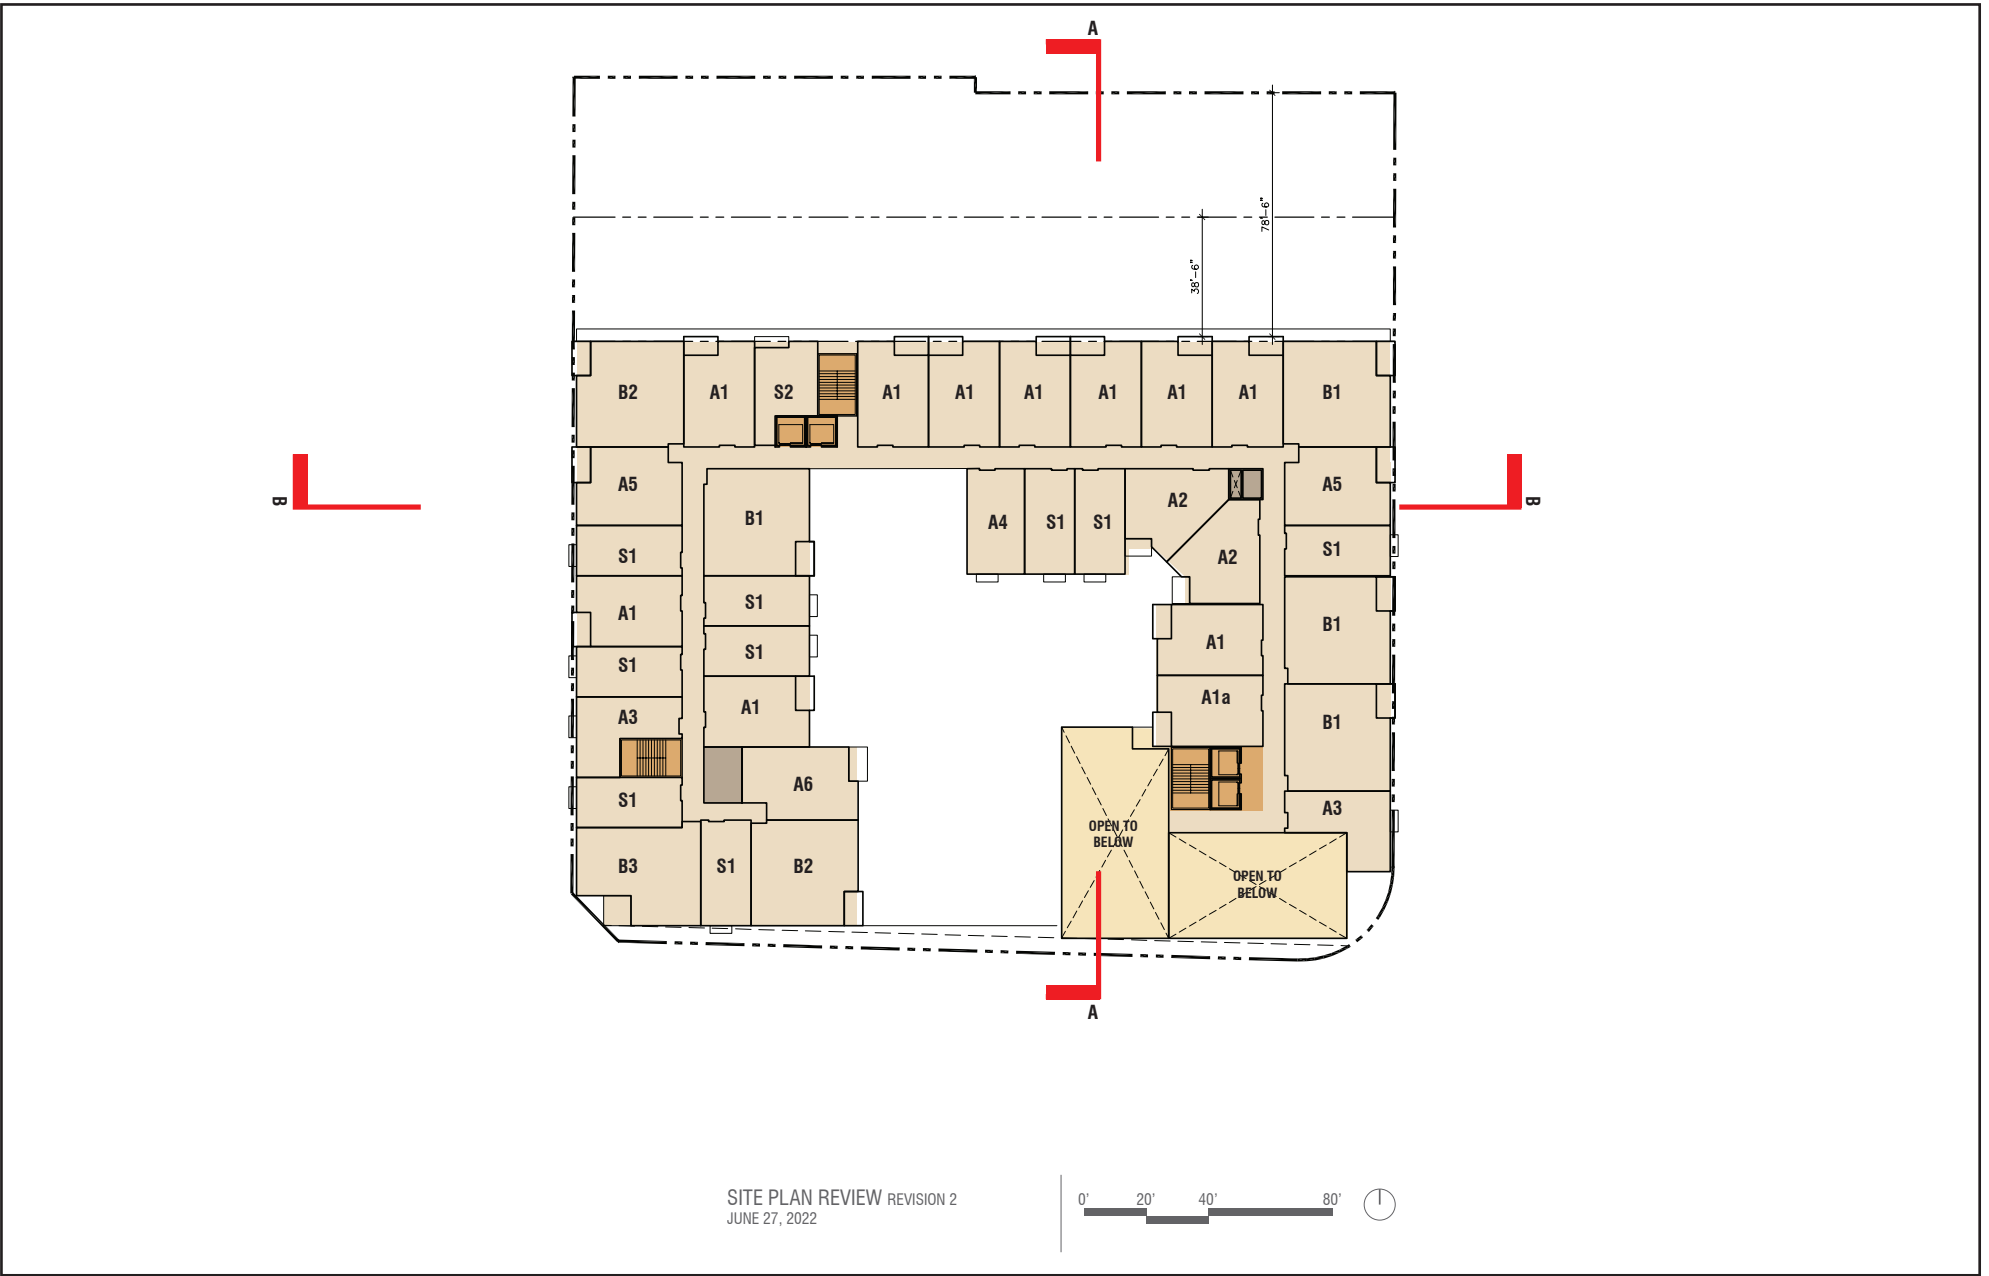 A
78'-6"
38'-6"
B2
A1
S2
A1
A1
A1
A1
A1
A1
B1
A5
B1
A4
S1
S1
A2
A5
B
B
S1
A2
S1
X
A1
S1
B1
S1
S1
A1
A3
A1
A1a
B1
S1
A6
A3
OPEN TO
BELOW
B3
S1
B2
OPEN TO
BELOW
A
SITE PLAN REVIEW REVISION 2
JUNE 27, 2022
0' 20' 40' 80'